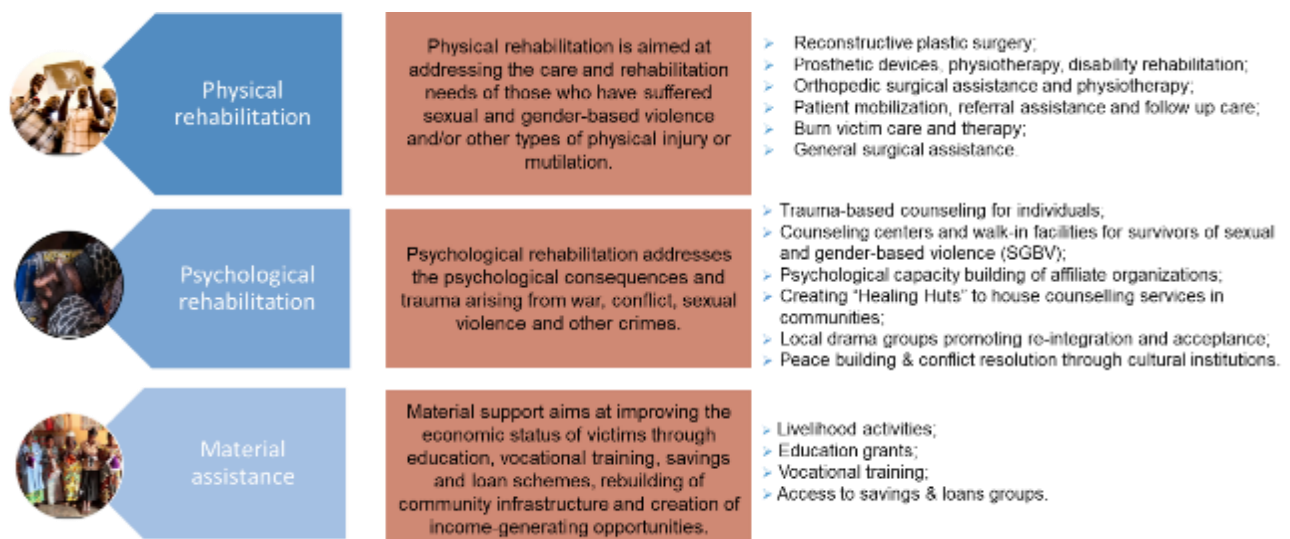 Physical
rehabilitation
Physical rehabilitation is aimed at
addressing the care and rehabilitation
needs of those who have suffered
sexual and gender-based violence
and/or other types of physical injury or
mutilation.
➢ Reconstructive plastic surgery;
➢ Prosthetic devices, physiotherapy, disability rehabilitation;
➢ Orthopedic surgical assistance and physiotherapy;
➢ Patient mobilization, referral assistance and follow up care;
➢ Burn victim care and therapy;
➢ General surgical assistance.
Psychological
rehabilitation
Psychological rehabilitation addresses
the psychological consequences and
trauma arising from war, conflict, sexual
violence and other crimes.
➢ Trauma-based counseling for individuals;
➢ Counseling centers and walk-in facilities for survivors of sexual
and gender-based violence (SGBV);
➢ Psychological capacity building of affiliate organizations;
➢ Creating “Healing Huts” to house counselling services in
communities;
➢ Local drama groups promoting re-integration and acceptance;
➢ Peace building & conflict resolution through cultural institutions.
Material
assistance
Material support aims at improving the
economic status of victims through
education, vocational training, savings
and loan schemes, rebuilding of
community infrastructure and creation of
income-generating opportunities.
➢ Livelihood activities;
➢ Education grants;
➢ Vocational training;
➢ Access to savings & loans groups.